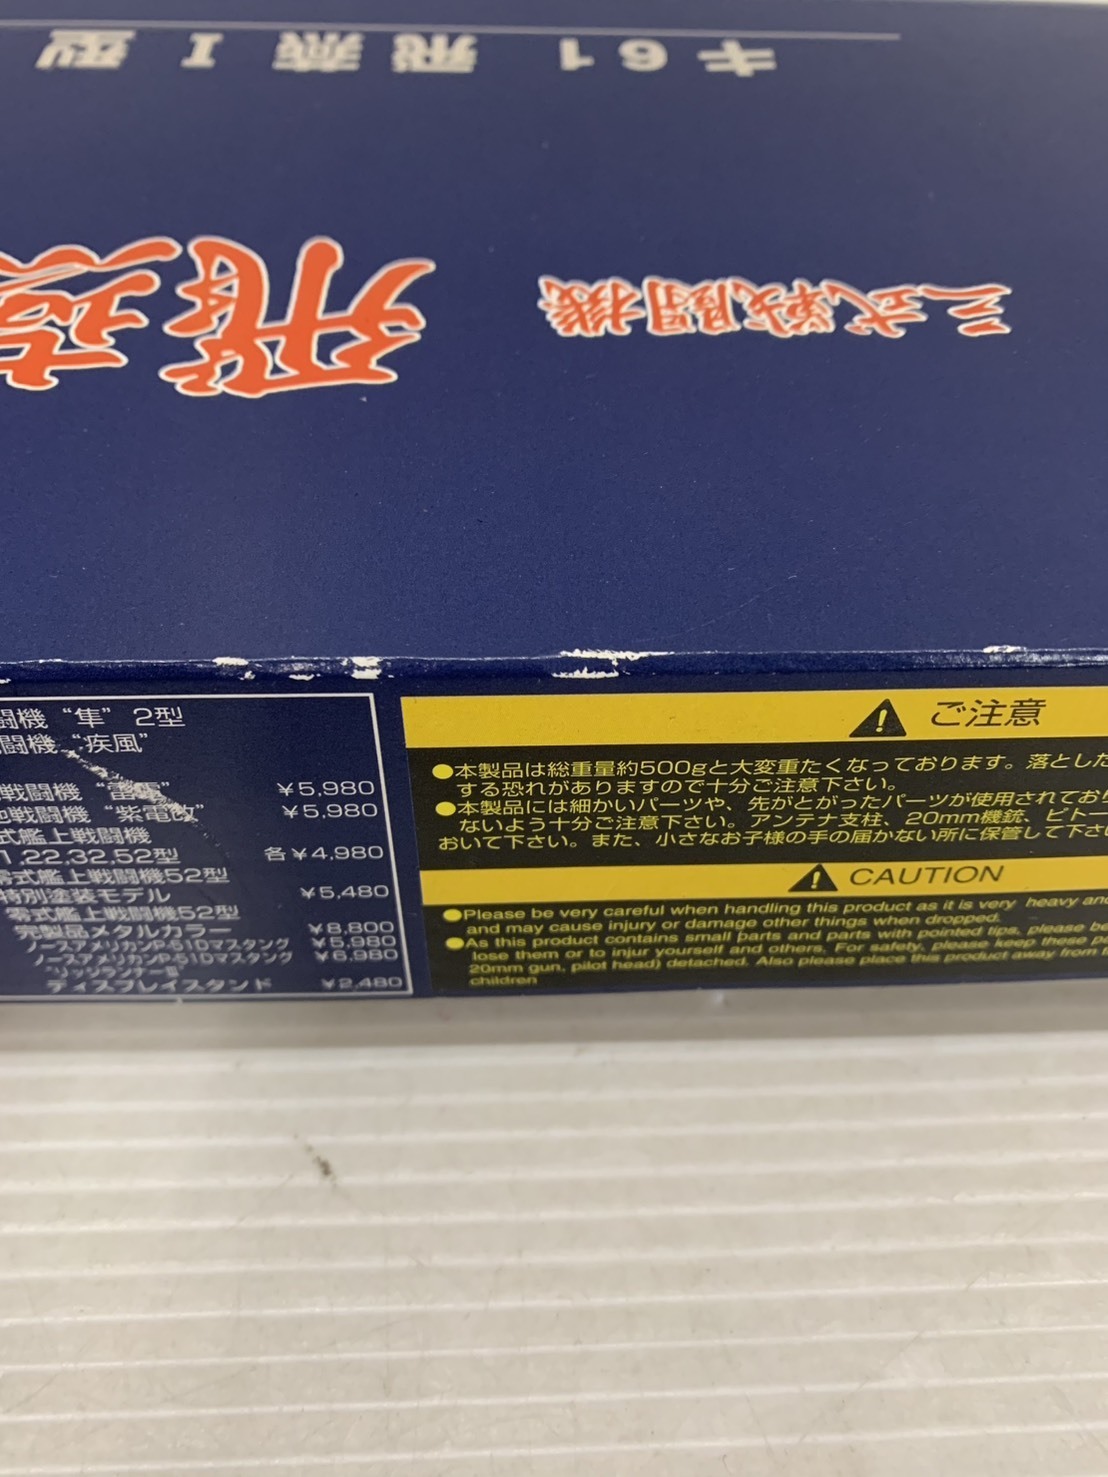 キ61 飛燕 I型
三式戦闘機
飛燕
闘機 “隼” 2型
闘機 “疾風”
戦闘機 “雷電” ¥5,980
戦闘機 “紫電改” ¥5,980
式艦上戦闘機
1,22,32,52型 各¥4,980
零式艦上戦闘機52型
特別塗装モデル ¥5,480
零式艦上戦闘機52型
完製品メタルカラー ¥8,800
ノースアメリカンP-51Dマスタング ¥5,980
ノースアメリカンP-51Dマスタング ¥6,980
ディスプレイスタンド ¥2,480
ご注意
●本製品は総重量約500gと大変重たくなっております。落とした
する恐れがありますので十分ご注意下さい。
●本製品には細かいパーツや、先がとがったパーツが使用されており
ないよう十分ご注意下さい。アンテナ支柱、20mm機銃、ピトー
おいて下さい。また、小さなお子様の手の届かない所に保管して下さい
CAUTION
●Please be very careful when handling this product as it is very heavy and
and may cause injury or damage other things when dropped.
●As this product contains small parts and parts with pointed tips, please be
lose them or to injur yourself and others. For safety, please keep these
20mm gun, pilot head) detached. Also please place this product away from
children